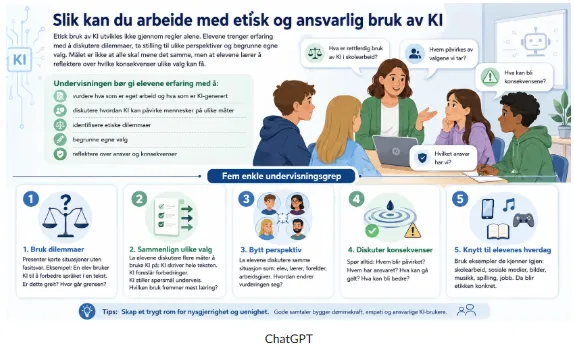 Slik kan du arbeide med etisk og ansvarlig bruk av KI
Etisk bruk av KI utvikles ikke gjennom regler alene. Elevene trenger erfaring
med å diskutere dilemmaer, ta stilling til ulike perspektiver og begrunne egne
valg. Målet er ikke at alle skal mene det samme, men at elevene lærer å
reflektere over hvilke konsekvenser ulike valg kan få.
KI
Undervisningen bør gi elevene erfaring med å:
vurdere hva som er eget arbeid og hva som er KI-generert
diskutere hvordan KI kan påvirke mennesker på ulike måter
identifisere etiske dilemmaer
begrunne egne valg
reflektere over ansvar og konsekvenser
Hva er rettferdig bruk
av KI i skolearbeid?
Hvem påvirkes av
valgene vi tar?
Hva kan bli
konsekvensene?
Hvilket ansvar
har vi?
Fem enkle undervisningsgrep
1
1. Bruk dilemmaer
Presenter korte situasjoner uten
fasitsvar. Eksempel: En elev bruker
KI til å forbedre språket i en tekst.
Er dette greit? Hvor går grensen?
2
2. Sammenlign ulike valg
La elevene diskutere flere måter
å bruke KI på: KI skriver hele teksten.
KI foreslår forbedringer.
KI stiller spørsmål underveis.
Hvilken bruk fremmer mest læring?
3
3. Bytt perspektiv
La elevene diskutere samme
situasjon som: elev, lærer, forelder,
arbeidsgiver. Hvordan endrer
vurderingen seg?
4
4. Diskuter konsekvenser
Spør alltid: Hvem blir påvirket?
Hvem har ansvaret? Hva kan gå
galt? Hva kan bli bedre?
5
5. Knytt til elevenes hverdag
Bruk eksempler de kjenner igjen:
skolearbeid, sosiale medier, bilder,
musikk, spilling, jobb. Da blir
etikken konkret.
Tips: Skap et trygt rom for nysgjerrighet og uenighet. Gode samtaler bygger dømmekraft, empati og ansvarlige KI-brukere.
ChatGPT